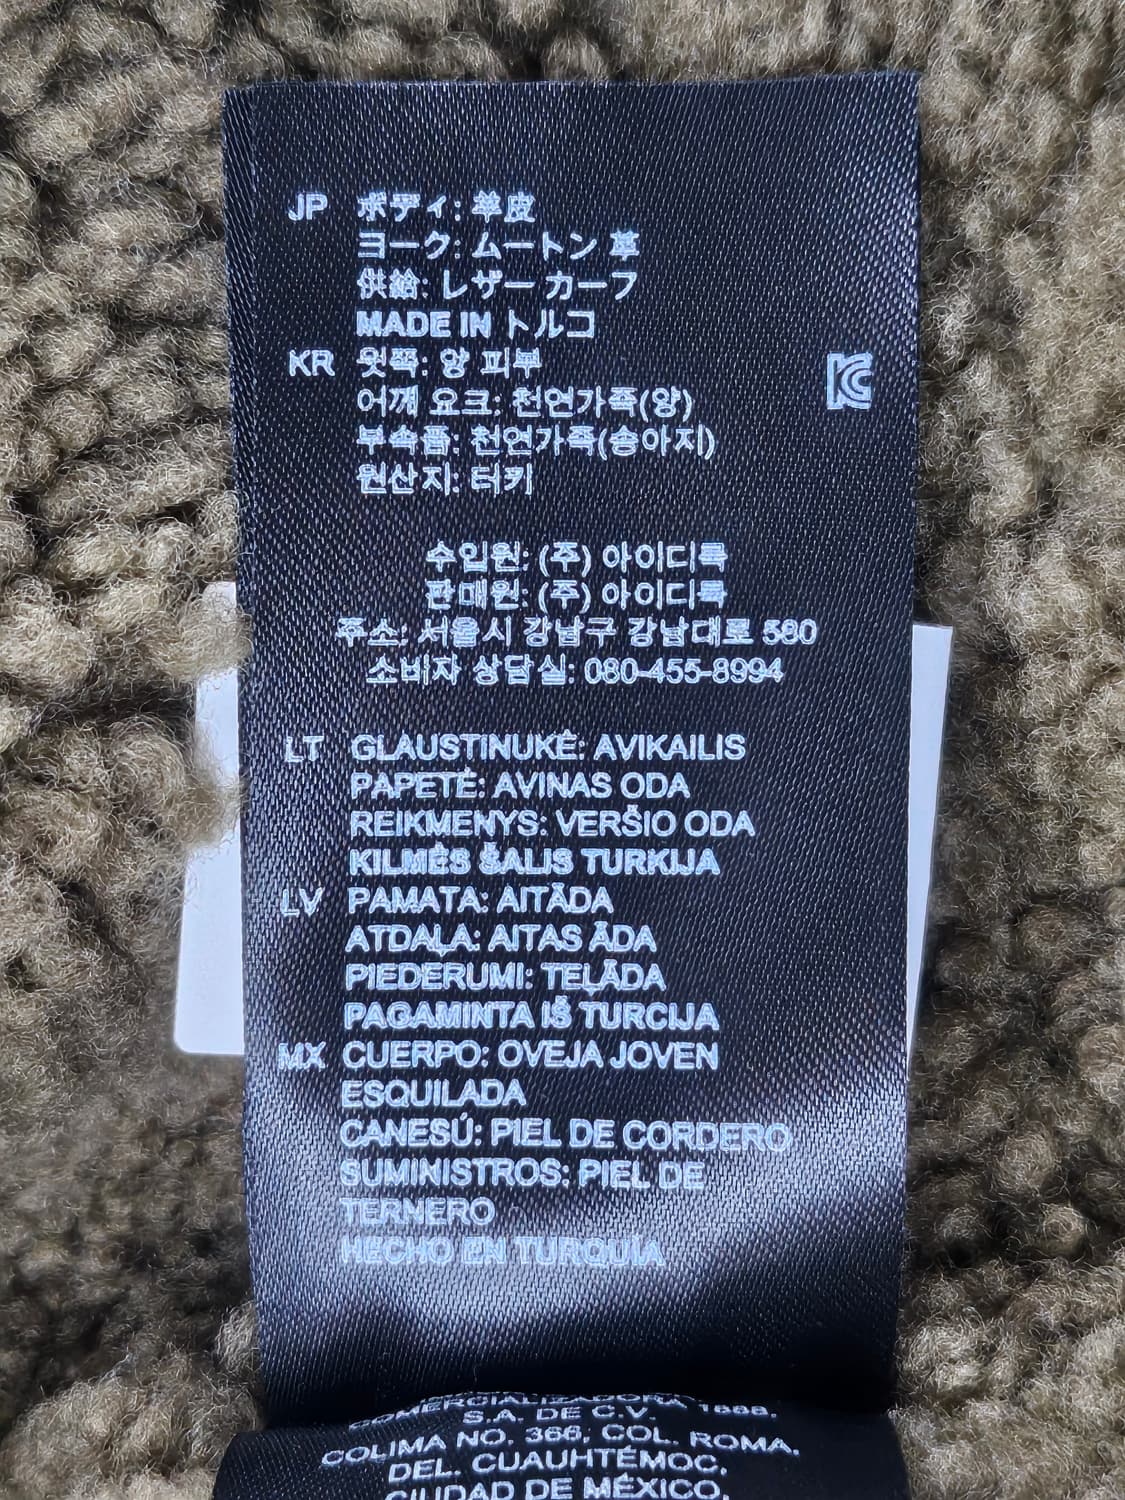 JP ボディ: 羊皮
ヨーク: ムートン 革
供給: レザー カーフ
MADE IN トルコ
KR 윗쪽: 양 피부
어깨 요크: 천연가죽(양)
부속품: 천연가죽(송아지)
원산지: 터키
수입원: (주) 아이디룩
판매원: (주) 아이디룩
주소: 서울시 강남구 강남대로 580
소비자 상담실: 080-455-8994
LT GLAUSTINUKĖ: AVIKAILIS
PAPETĖ: AVINAS ODA
REIKMENYS: VERŠIO ODA
KILMĖS ŠALIS TURKIJA
LV PAMATA: AITĀDA
ATDAĻA: AITAS ĀDA
PIEDERUMI: TEĻĀDA
PAGAMINTA IŠ TURCIJA
MX CUERPO: OVEJA JOVEN
ESQUILADA
CANESÚ: PIEL DE CORDERO
SUMINISTROS: PIEL DE
TERNERO
HECHO EN TURQUÍA
COMERCIALIZADORA 1888,
S.A. DE C.V.
COLIMA NO. 366, COL. ROMA,
DEL. CUAUHTÉMOC,
CIUDAD DE MÉXICO,